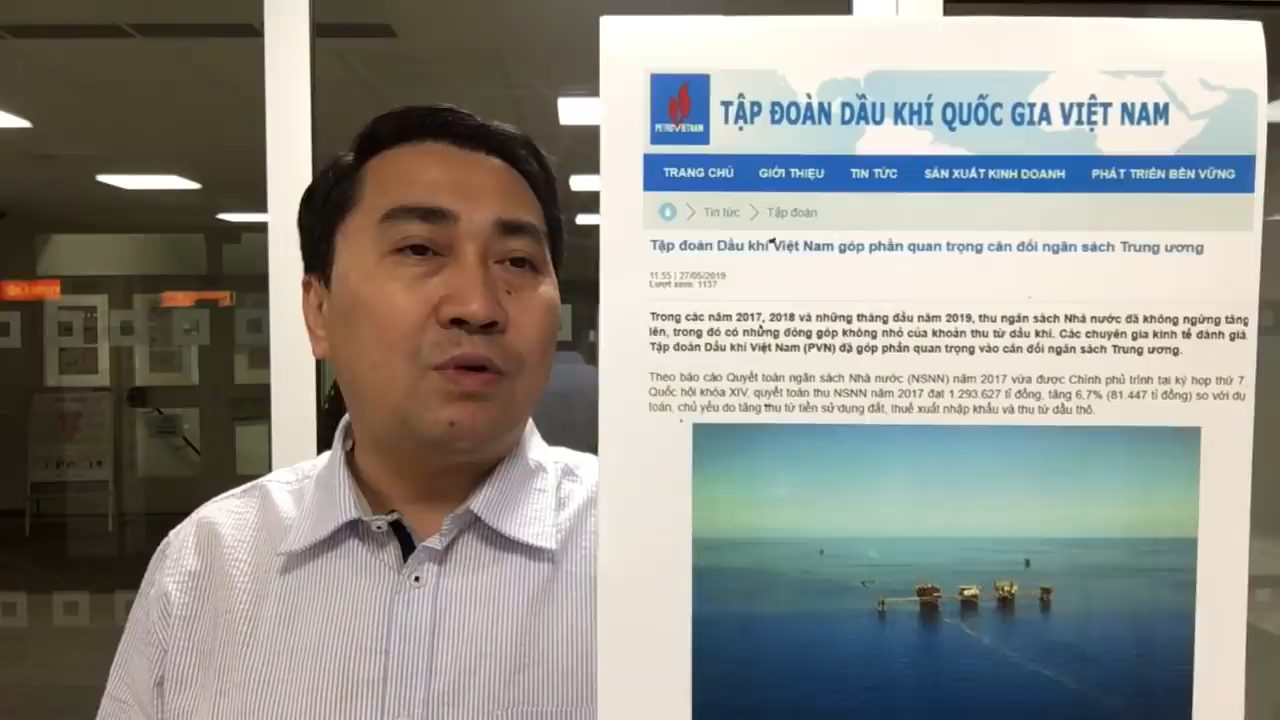 PETROVIETNAM
TẬP ĐOÀN DẦU KHÍ QUỐC GIA VIỆT NAM
TRANG CHỦ GIỚI THIỆU TIN TỨC SẢN XUẤT KINH DOANH PHÁT TRIỂN BỀN VỮNG
Tin tức Tập đoàn
Tập đoàn Dầu khí Việt Nam góp phần quan trọng cân đối ngân sách Trung ương
11:55 | 27/05/2019
Lượt xem: 1137
Trong các năm 2017, 2018 và những tháng đầu năm 2019, thu ngân sách Nhà nước đã không ngừng tăng
lên, trong đó có những đóng góp không nhỏ của khoản thu từ dầu khí. Các chuyên gia kinh tế đánh giá,
Tập đoàn Dầu khí Việt Nam (PVN) đã góp phần quan trọng vào cân đối ngân sách Trung ương.
Theo báo cáo Quyết toán ngân sách Nhà nước (NSNN) năm 2017 vừa được Chính phủ trình tại kỳ họp thứ 7,
Quốc hội khóa XIV, quyết toán thu NSNN năm 2017 đạt 1.293.627 tỉ đồng, tăng 6,7% (81.447 tỉ đồng) so với dự
toán, chủ yếu do tăng thu từ tiền sử dụng đất, thuế xuất nhập khẩu và thu từ dầu thô.